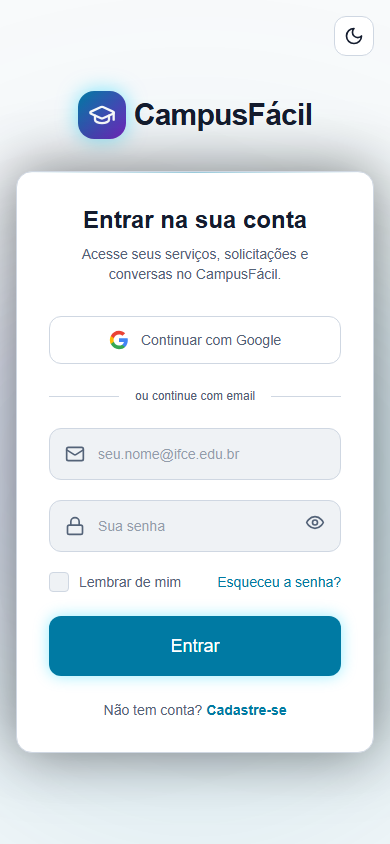 CampusFácil
Entrar na sua conta
Acesse seus serviços, solicitações e
conversas no CampusFácil.
Continuar com Google
ou continue com email
seu.nome@ifce.edu.br
Sua senha
Lembrar de mim
Esqueceu a senha?
Entrar
Não tem conta? Cadastre-se